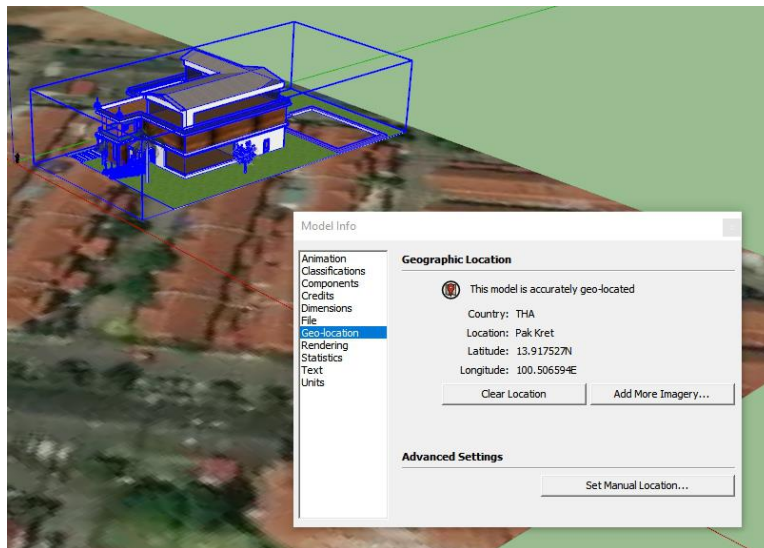 Model Info
Animation
Classifications
Components
Credits
Dimensions
File
Geo-location
Rendering
Statistics
Text
Units
Geographic Location
This model is accurately geo-located
Country: THA
Location: Pak Kret
Latitude: 13.917527N
Longitude: 100.506594E
Clear Location
Add More Imagery...
Advanced Settings
Set Manual Location...